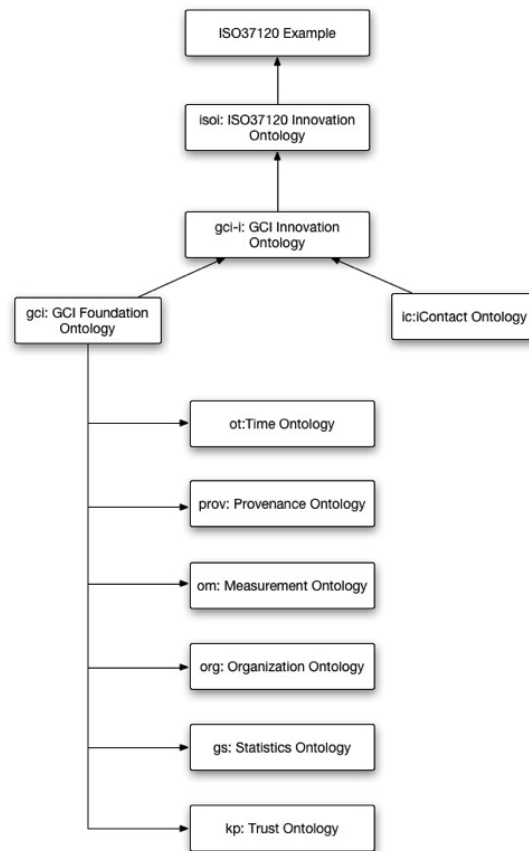 ISO37120 Example
isoi: ISO37120 Innovation
Ontology
gci-i: GCI Innovation
Ontology
gci: GCI Foundation
Ontology
ic:iContact Ontology
ot:Time Ontology
prov: Provenance Ontology
om: Measurement Ontology
org: Organization Ontology
gs: Statistics Ontology
kp: Trust Ontology